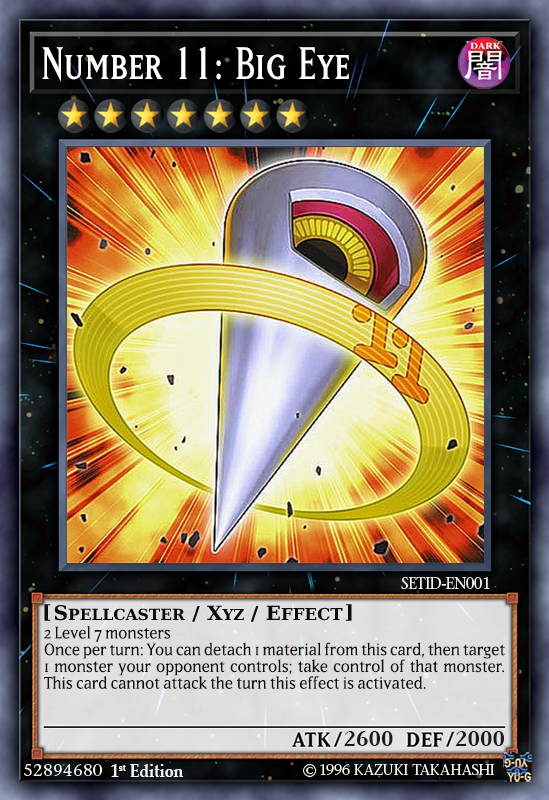 Number 11: Big Eye
DARK
闇
11
SETID-EN001
[Spellcaster / Xyz / Effect]
2 Level 7 monsters
Once per turn: You can detach 1 material from this card, then target
1 monster your opponent controls; take control of that monster.
This card cannot attack the turn this effect is activated.
ATK/2600 DEF/2000
52894680 1st Edition © 1996 KAZUKI TAKAHASHI